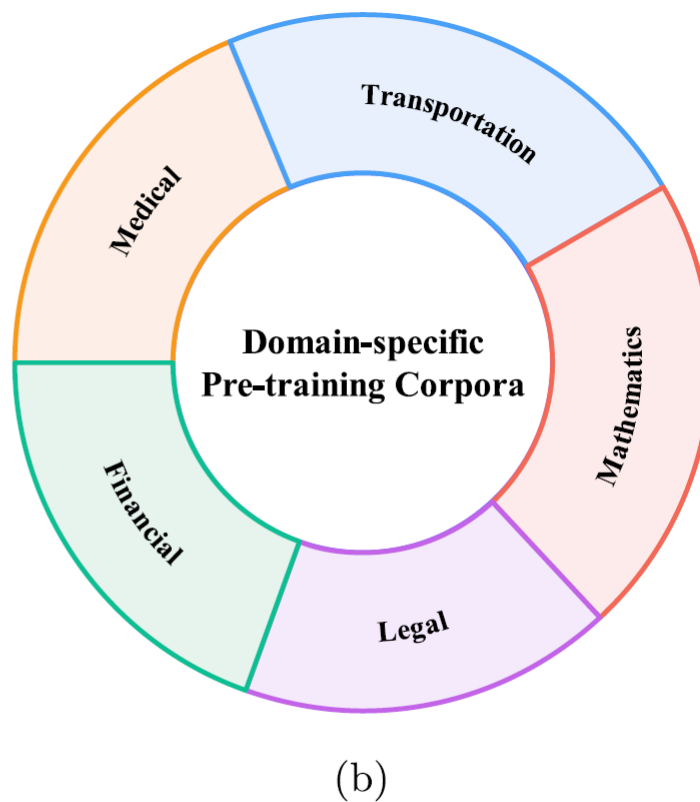 Transportation
Medical
Domain-specific
Pre-training Corpora
Mathematics
Financial
Legal
(b)